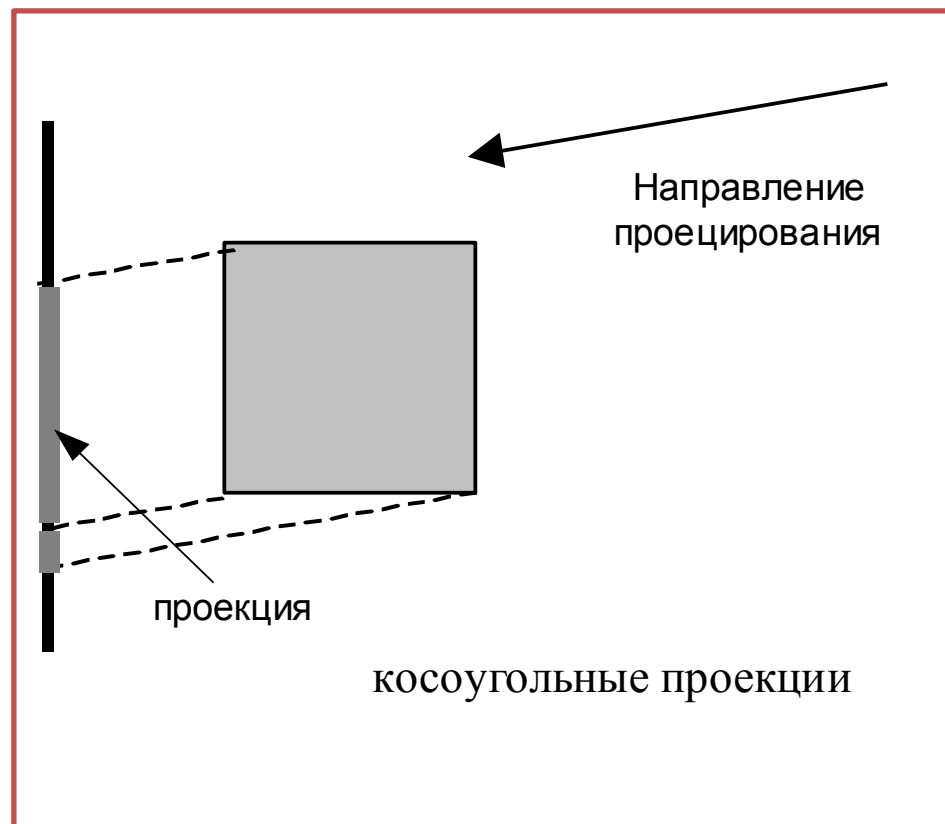 Направление
проецирования
проекция
косоугольные проекции